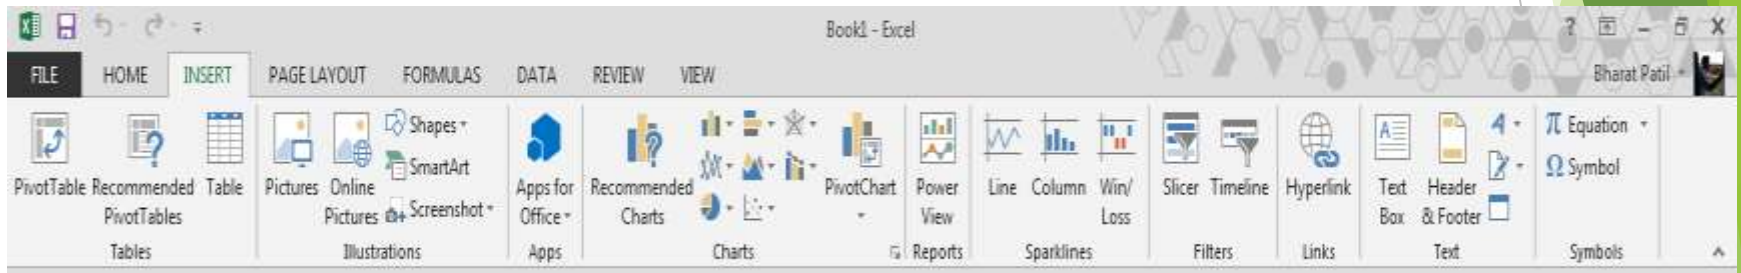 Book1 - Excel
?
FILE HOME INSERT PAGE LAYOUT FORMULAS DATA REVIEW VIEW
Bharat Patil
PivotTable
Recommended
PivotTables
Table
Tables
Pictures
Online
Pictures
Shapes
SmartArt
Screenshot
Illustrations
Apps for
Office
Apps
Recommended
Charts
PivotChart
Charts
Power
View
Reports
Line
Column
Win/
Loss
Sparklines
Slicer
Timeline
Filters
Hyperlink
Links
Text
Box
Header
& Footer
Text
π Equation
Ω Symbol
Symbols